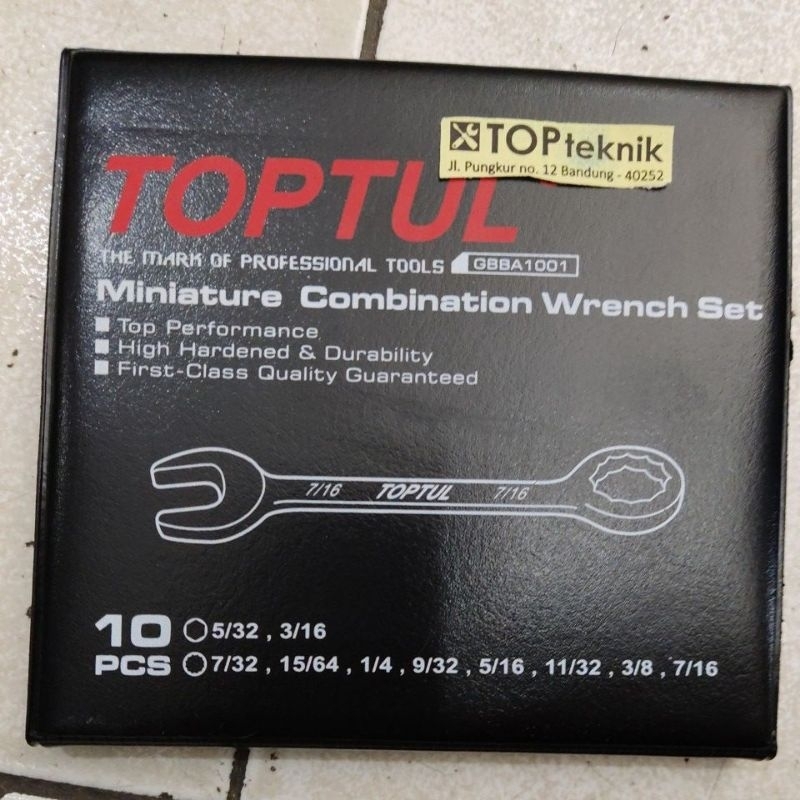 TOPteknik
Jl. Pungkur no. 12 Bandung - 40252
TOPTUL
THE MARK OF PROFESSIONAL TOOLS GBBA1001
Miniature Combination Wrench Set
Top Performance
High Hardened & Durability
First-Class Quality Guaranteed
7/16 TOPTUL 7/16
10 5/32 , 3/16
PCS 7/32 , 15/64 , 1/4 , 9/32 , 5/16 , 11/32 , 3/8 , 7/16